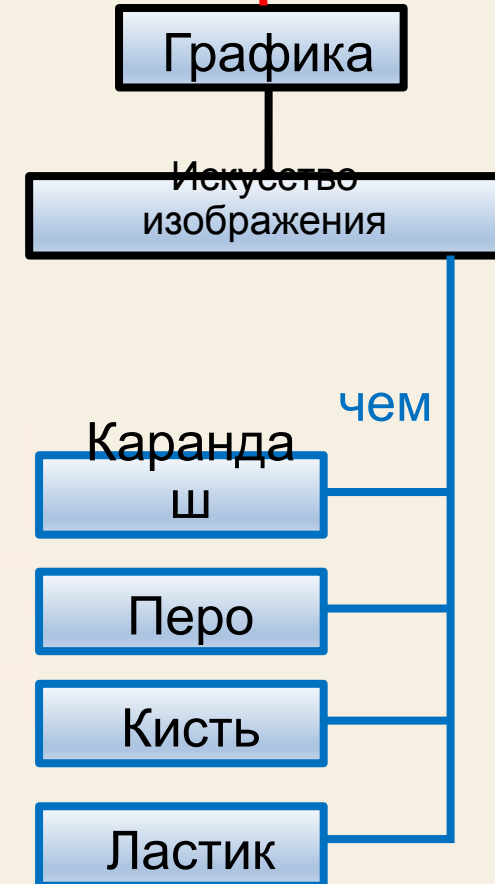 Графика
Искусство
изображения
чем
Каранда
ш
Перо
Кисть
Ластик